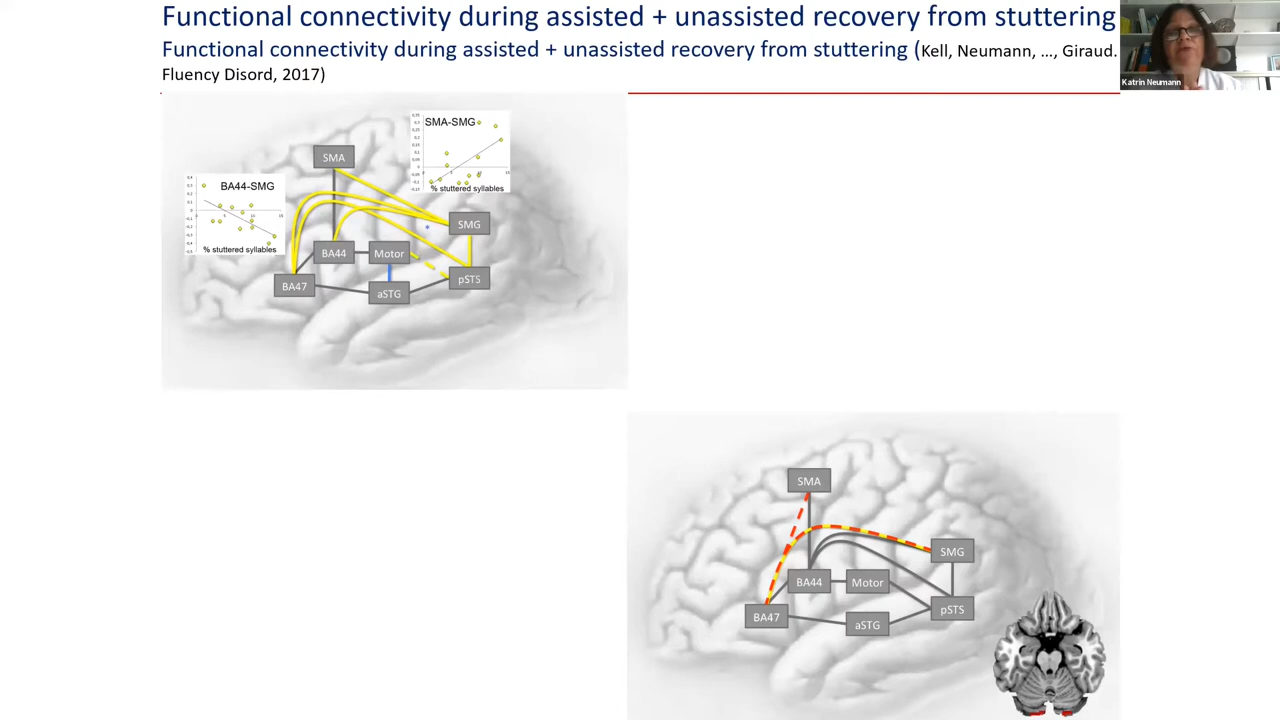 Functional connectivity during assisted + unassisted recovery from stuttering
Functional connectivity during assisted + unassisted recovery from stuttering (Kell, Neumann, …, Giraud.
Fluency Disord, 2017)
Katrin Neumann
SMA-SMG
% stuttered syllables
BA44-SMG
% stuttered syllables
SMA
SMG
BA44
Motor
pSTS
BA47
aSTG
SMA
SMG
BA44
Motor
pSTS
BA47
aSTG